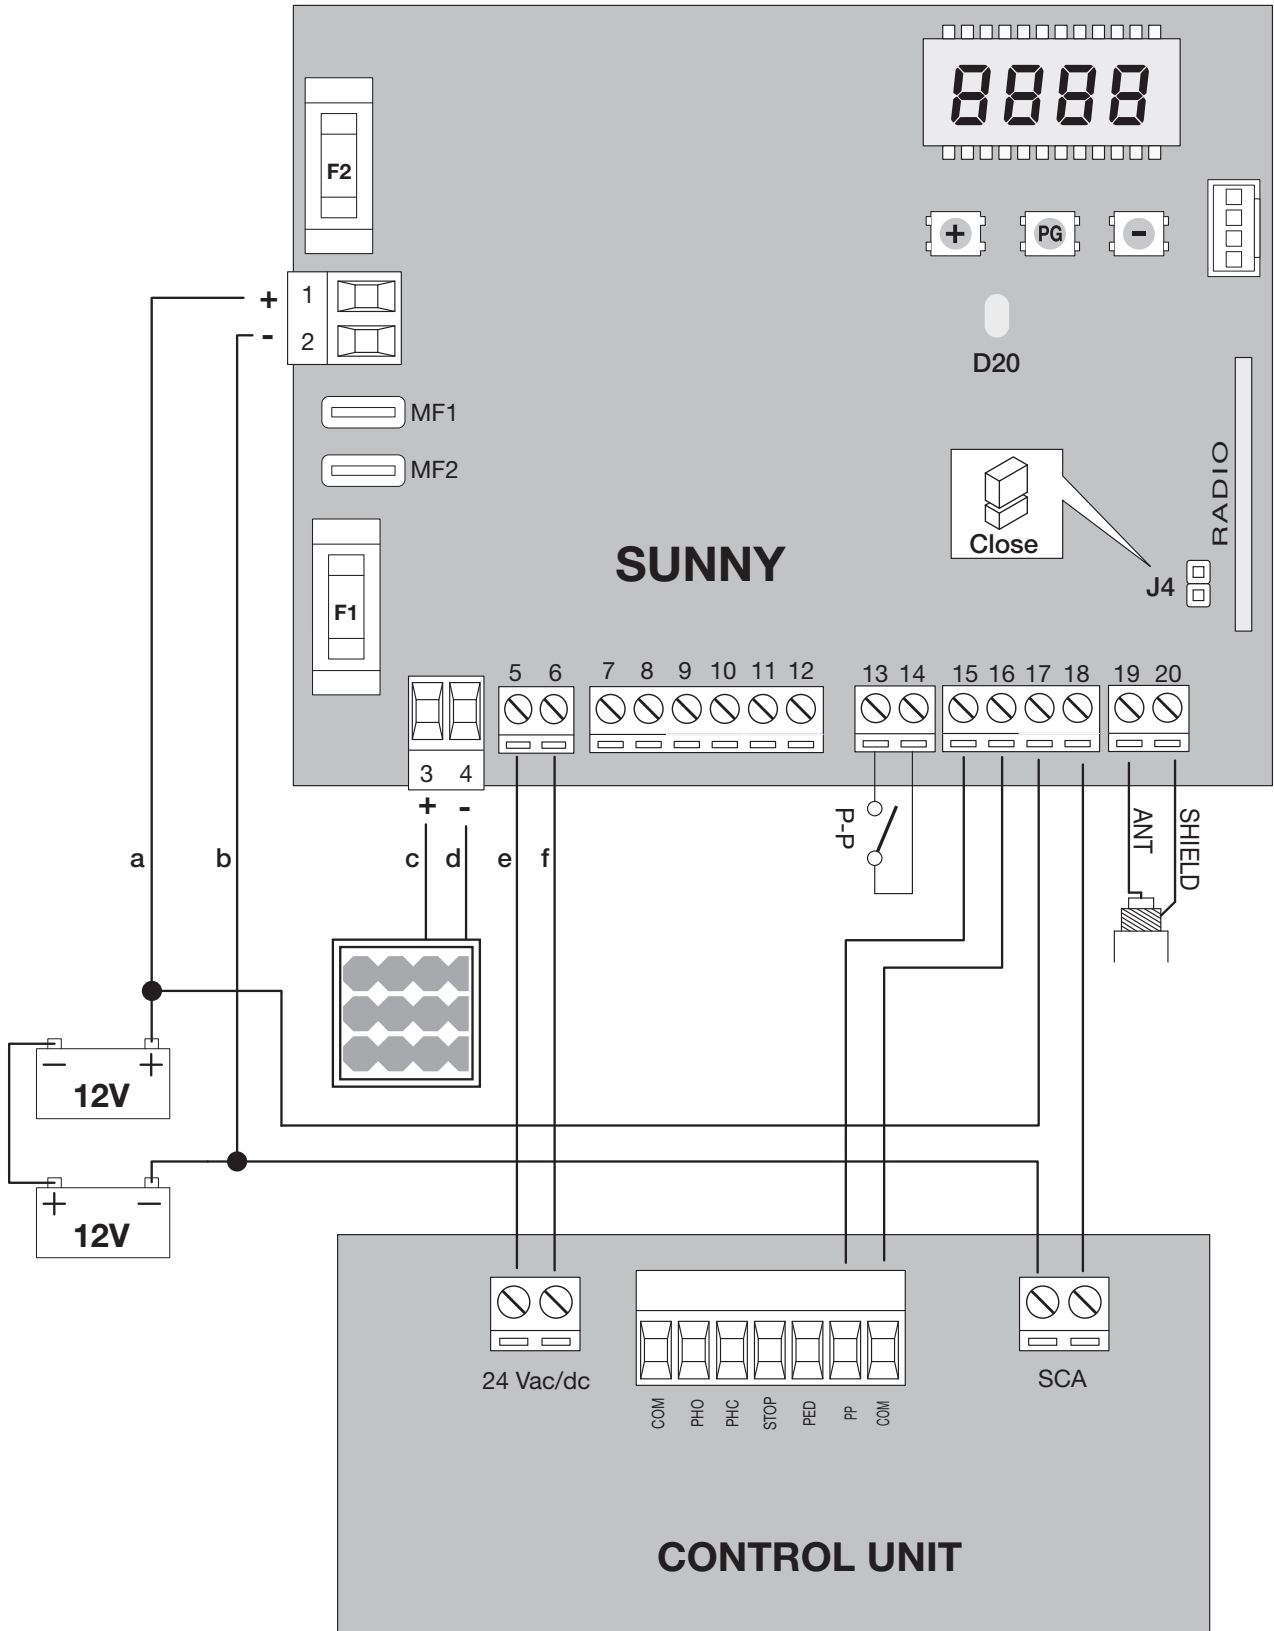 8888
F2
+ PG -
+ 1
- 2
D20
MF1
MF2
RADIO
Close
SUNNY
J4
F1
5 6 7 8 9 10 11 12 13 14 15 16 17 18 19 20
3 4
+ -
P-P
ANT
SHIELD
a b c d e f
− +
12V
+ −
12V
24 Vac/dc
SCA
COM PHO PHC STOP PED PP COM
CONTROL UNIT